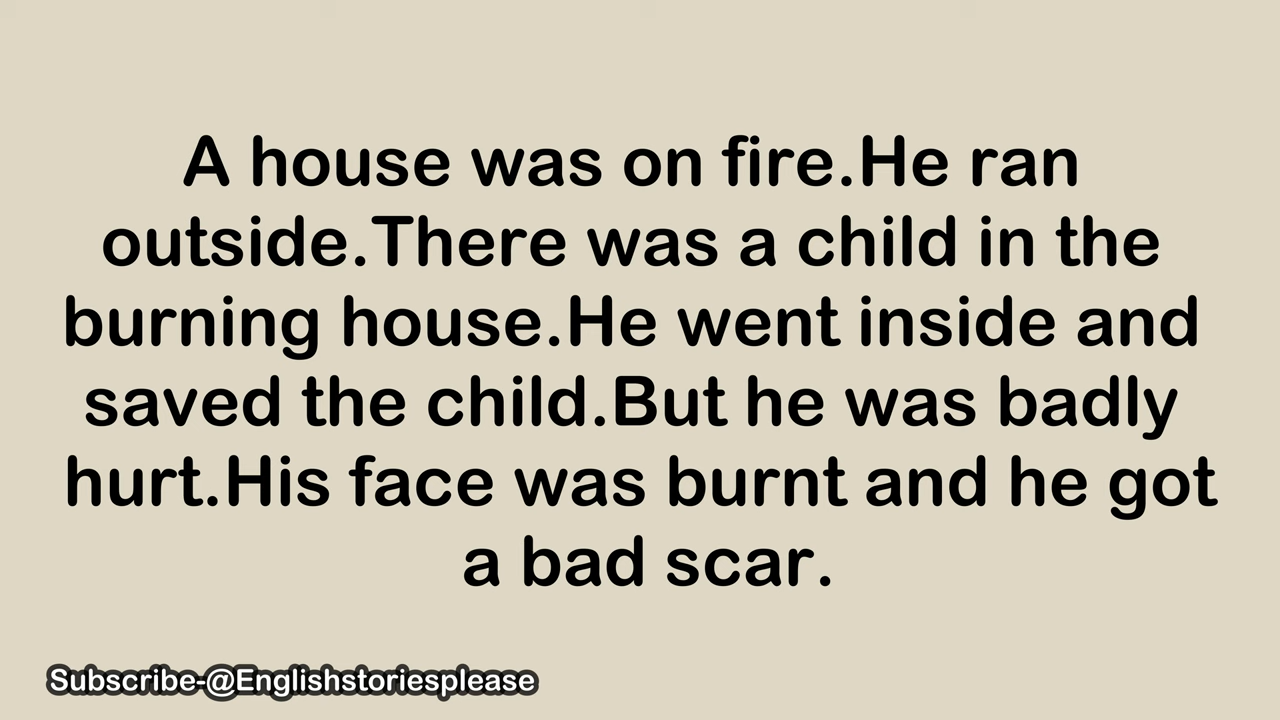 A house was on fire.He ran
outside.There was a child in the
burning house.He went inside and
saved the child.But he was badly
hurt.His face was burnt and he got
a bad scar.
Subscribe-@Englishstoriesplease